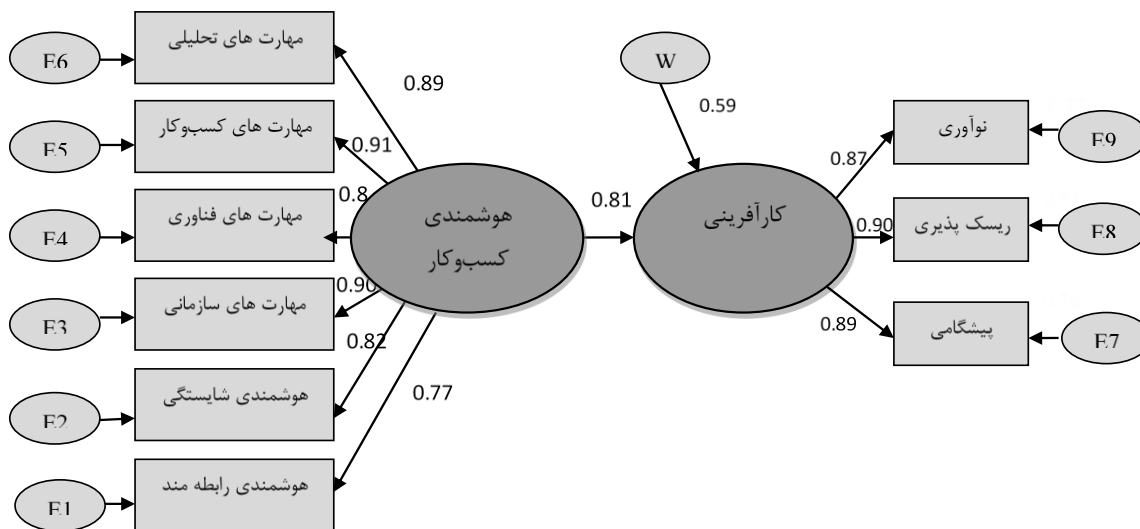 E6
مهارت های تحلیلی
0.89
E5
مهارت های کسب‌وکار
0.91
E4
مهارت های فناوری
0.8
E3
مهارت های سازمانی
0.90
E2
هوشمندی شایستگی
0.82
E1
هوشمندی رابطه مند
0.77
هوشمندی
کسب‌وکار
0.81
W
0.59
کارآفرینی
0.87
نوآوری
E9
0.90
ریسک پذیری
E8
0.89
پیشگامی
E7